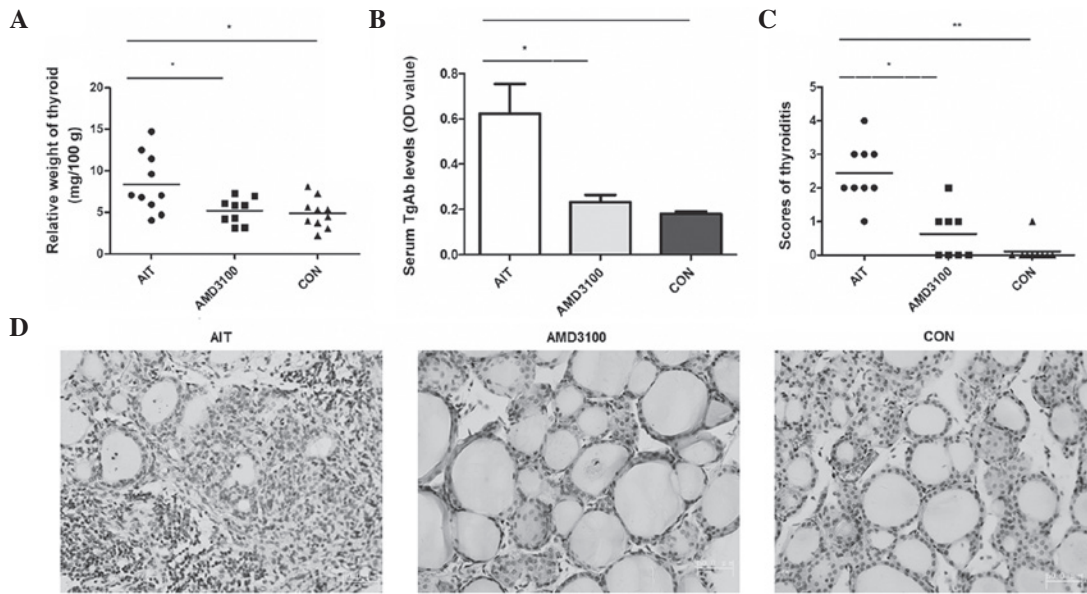 A
*
*
Relative weight of thyroid
(mg/100 g)
20
15
10
5
0
AIT
AMD3100
CON
B
*
Serum TgAb levels (OD value)
0.8
0.6
0.4
0.2
0.0
AIT
AMD3100
CON
C
**
*
Scores of thyroiditis
5
4
3
2
1
0
AIT
AMD3100
CON
D
AIT
AMD3100
CON